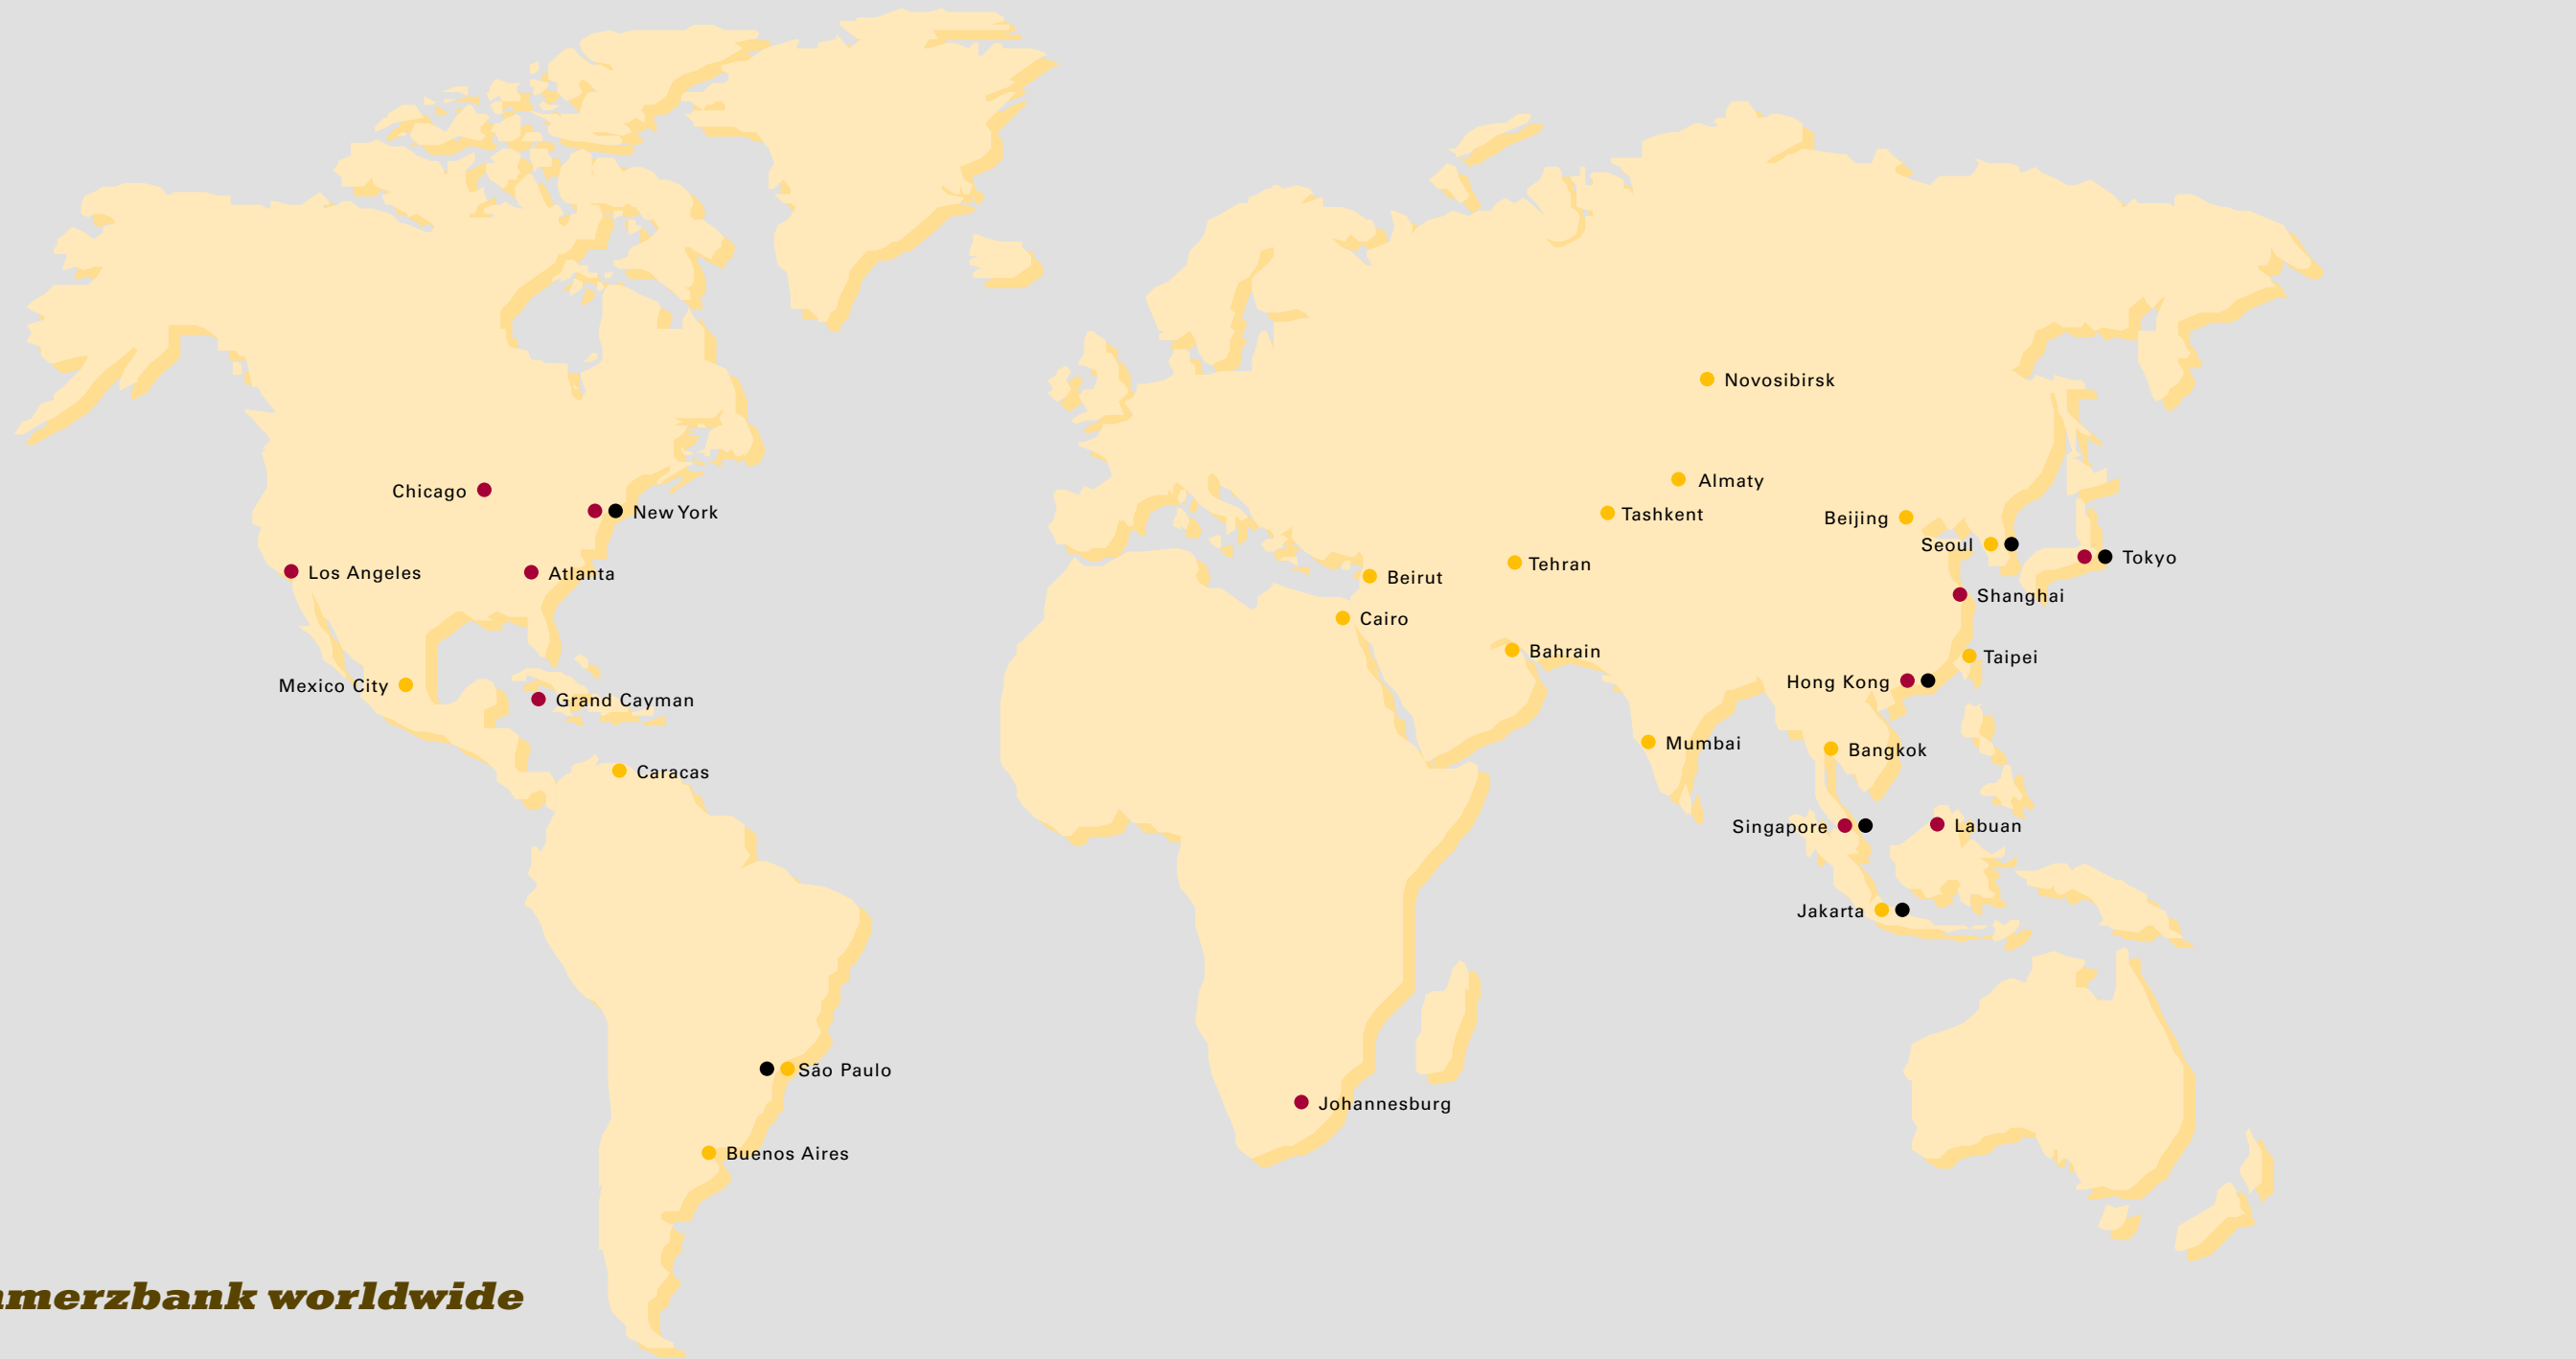 Novosibirsk
Almaty
Chicago
New York
Tashkent
Beijing
Seoul
Tokyo
Los Angeles
Atlanta
Tehran
Beirut
Shanghai
Cairo
Bahrain
Taipei
Mexico City
Hong Kong
Grand Cayman
Mumbai
Bangkok
Caracas
Singapore
Labuan
Jakarta
São Paulo
Johannesburg
Buenos Aires
merzbank worldwide